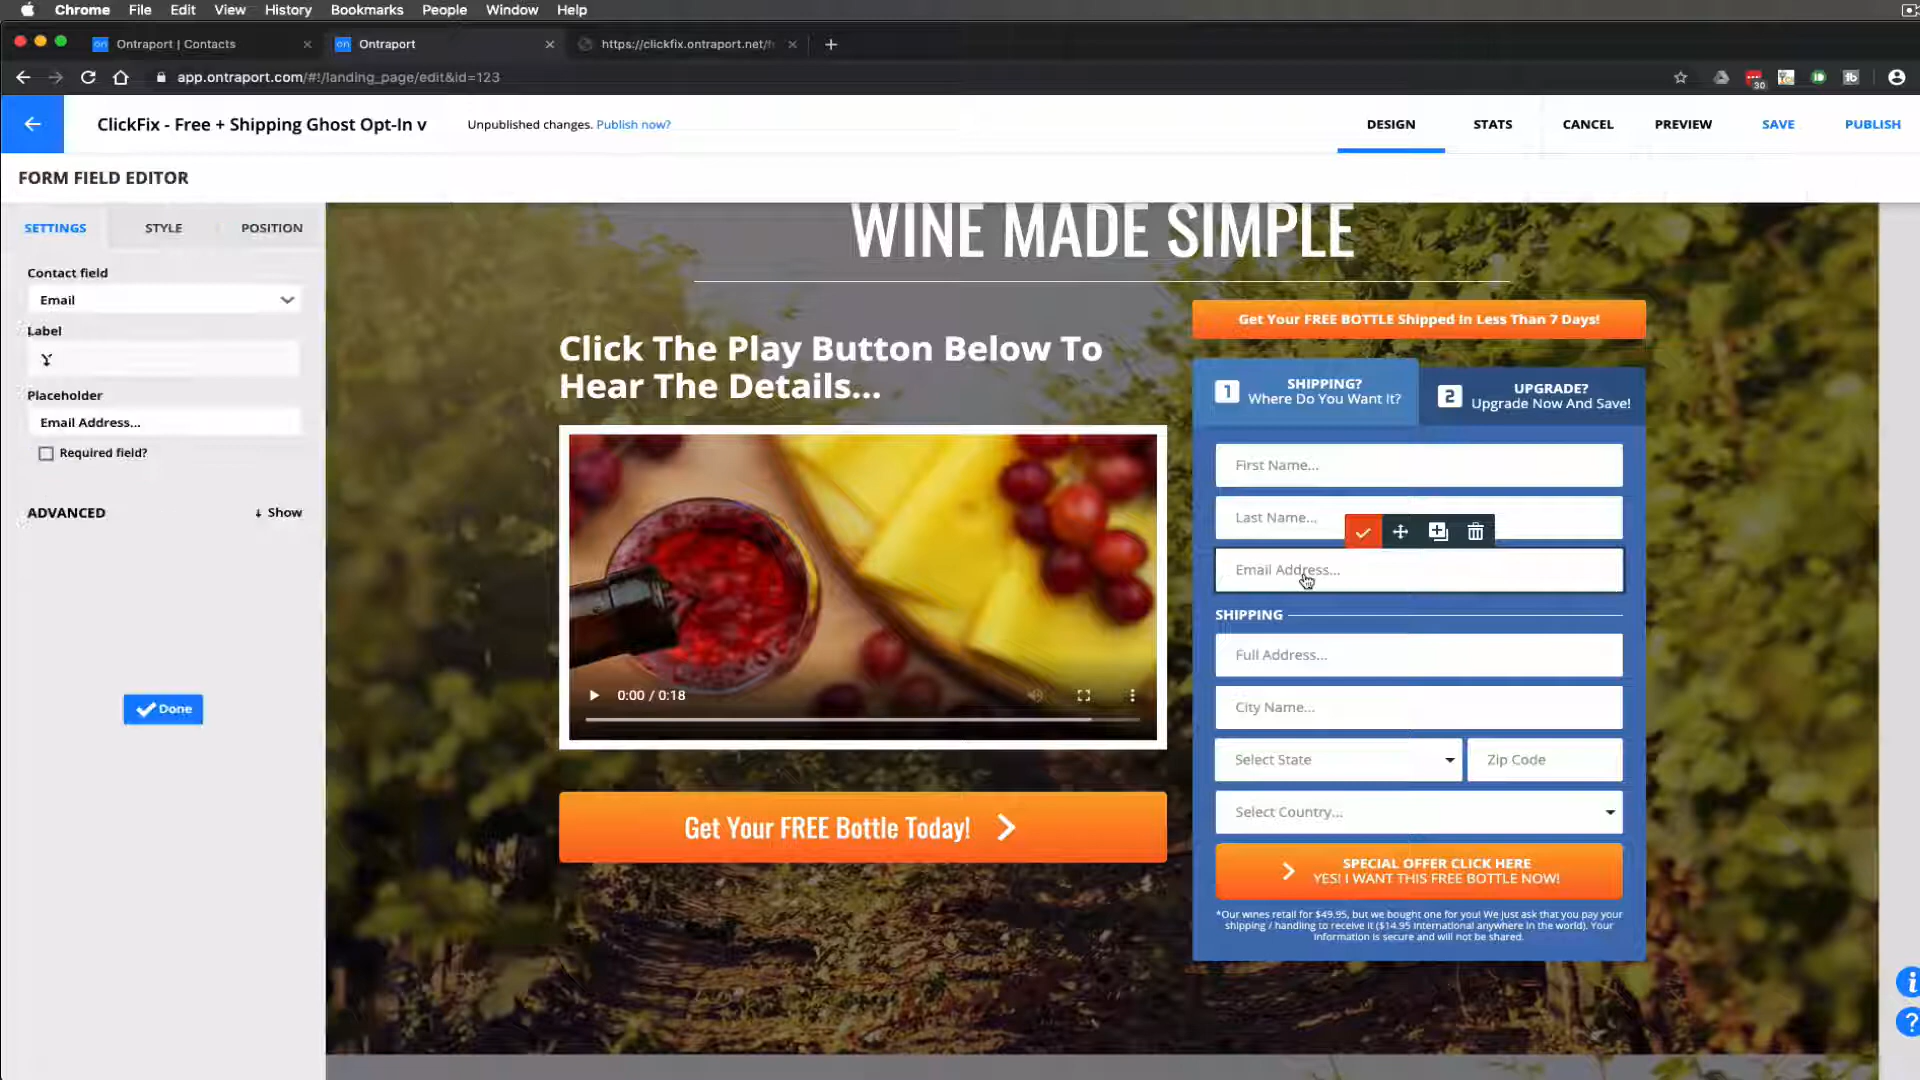 Chrome File Edit View History Bookmarks People Window Help
Ontraport | Contacts
Ontraport
https://clickfix.ontraport.net/
app.ontraport.com/#!/landing_page/edit&id=123
30
ClickFix - Free + Shipping Ghost Opt-In v
Unpublished changes. Publish now?
DESIGN STATS CANCEL PREVIEW SAVE PUBLISH
FORM FIELD EDITOR
SETTINGS STYLE POSITION
Contact field
Email
Label
Placeholder
Email Address...
Required field?
ADVANCED
↓ Show
Done
WINE MADE SIMPLE
Click The Play Button Below To
Hear The Details...
0:00 / 0:18
Get Your FREE Bottle Today!
Get Your FREE BOTTLE Shipped In Less Than 7 Days!
1 SHIPPING?
Where Do You Want It?
2 UPGRADE?
Upgrade Now And Save!
First Name...
Last Name...
Email Address...
SHIPPING
Full Address...
City Name...
Select State
Zip Code
Select Country...
SPECIAL OFFER CLICK HERE
YES! I WANT THIS FREE BOTTLE NOW!
*Our wines retail for $49.95, but we bought one for you! We just ask that you pay your
shipping / handling to receive it ($14.95 international anywhere in the world). Your
information is secure and will not be shared.